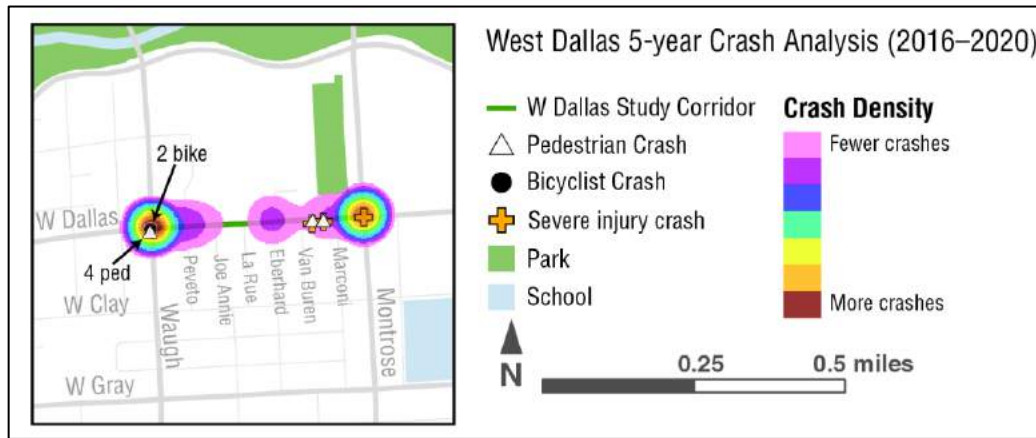 West Dallas 5-year Crash Analysis (2016–2020)
W Dallas Study Corridor
Pedestrian Crash
Bicyclist Crash
Severe injury crash
Park
School
Crash Density
Fewer crashes
More crashes
N
0.25
0.5 miles
2 bike
W Dallas
4 ped
W Clay
W Gray
Waugh
Peveto
Joe Annie
La Rue
Eberhard
Van Buren
Marconi
Montrose